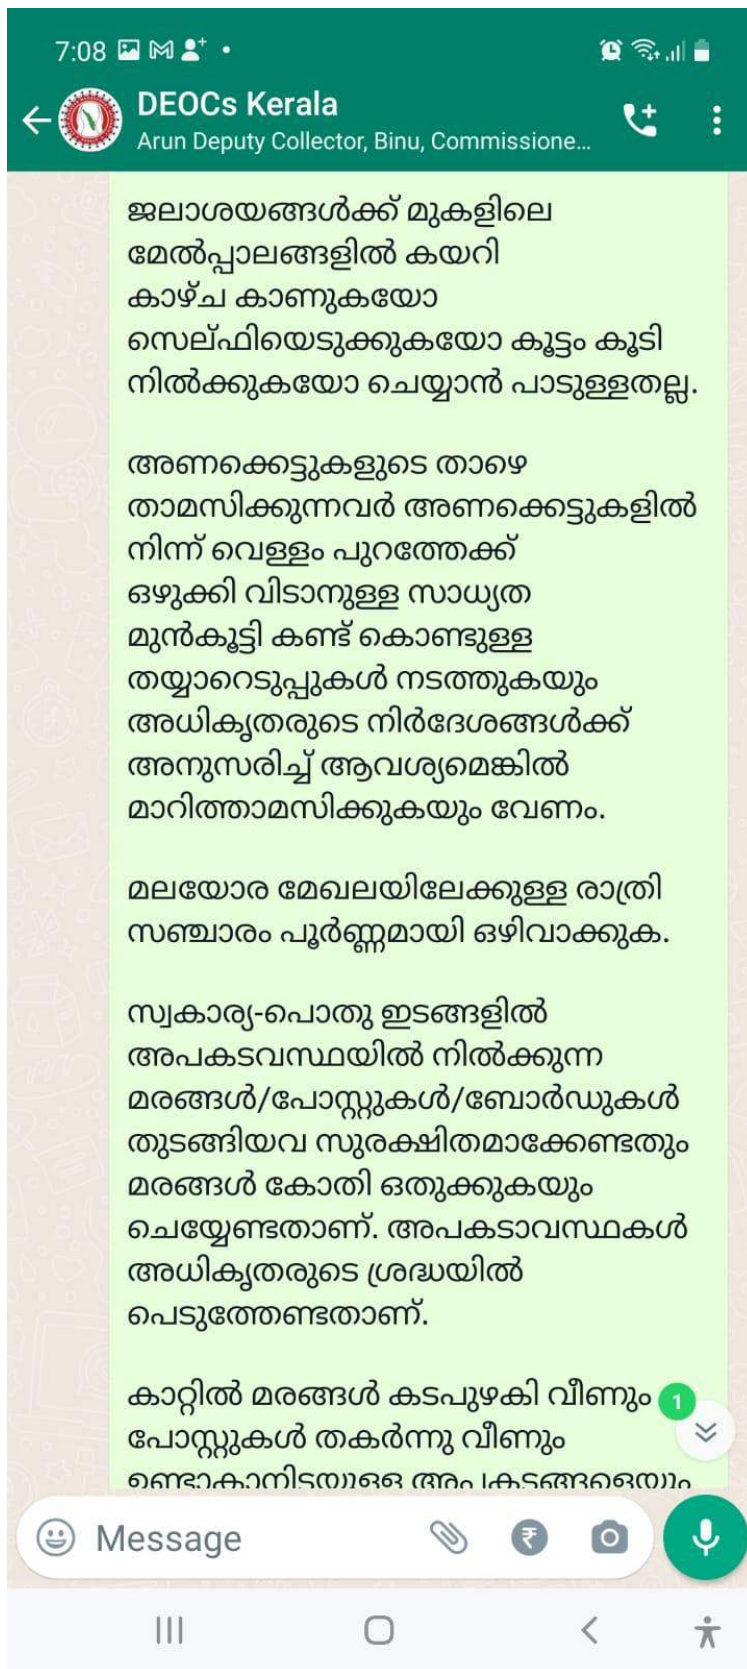 7:08
DEOCs Kerala
Arun Deputy Collector, Binu, Commissione...
ജലാശയങ്ങൾക്ക് മുകളിലെ
മേൽപ്പാലങ്ങളിൽ കയറി
കാഴ്ച കാണുകയോ
സെല്ഫിയെടുക്കുകയോ കൂട്ടം കൂടി
നിൽക്കുകയോ ചെയ്യാൻ പാടുള്ളതല്ല.
അണക്കെട്ടുകളുടെ താഴെ
താമസിക്കുന്നവർ അണക്കെട്ടുകളിൽ
നിന്ന് വെള്ളം പുറത്തേക്ക്
ഒഴുക്കി വിടാനുള്ള സാധ്യത
മുൻകൂട്ടി കണ്ട് കൊണ്ടുള്ള
തയ്യാറെടുപ്പുകൾ നടത്തുകയും
അധികൃതരുടെ നിർദേശങ്ങൾക്ക്
അനുസരിച്ച് ആവശ്യമെങ്കിൽ
മാറിത്താമസിക്കുകയും വേണം.
മലയോര മേഖലയിലേക്കുള്ള രാത്രി
സഞ്ചാരം പൂർണ്ണമായി ഒഴിവാക്കുക.
സ്വകാര്യ-പൊതു ഇടങ്ങളിൽ
അപകടവസ്ഥയിൽ നിൽക്കുന്ന
മരങ്ങൾ/പോസ്റ്റുകൾ/ബോർഡുകൾ
തുടങ്ങിയവ സുരക്ഷിതമാക്കേണ്ടതും
മരങ്ങൾ കോതി ഒതുക്കുകയും
ചെയ്യേണ്ടതാണ്. അപകടാവസ്ഥകൾ
അധികൃതരുടെ ശ്രദ്ധയിൽ
പെടുത്തേണ്ടതാണ്.
കാറ്റിൽ മരങ്ങൾ കടപുഴകി വീണും
1
പോസ്റ്റുകൾ തകർന്നു വീണും
ഉണ്ടാകാനിടയുള്ള അപകടങ്ങളെയും
Message